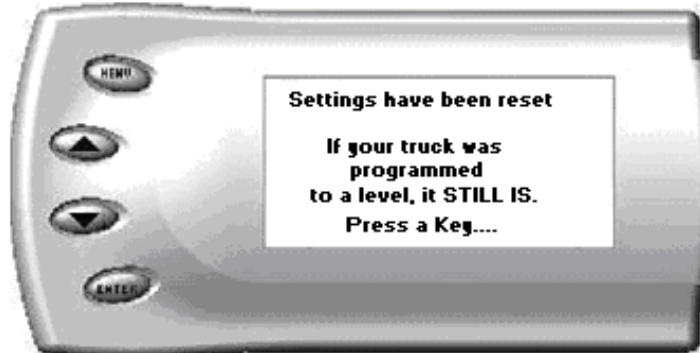 MENU
Settings have been reset
If your truck was
programmed
to a level, it STILL IS.
Press a Key....
ENTER